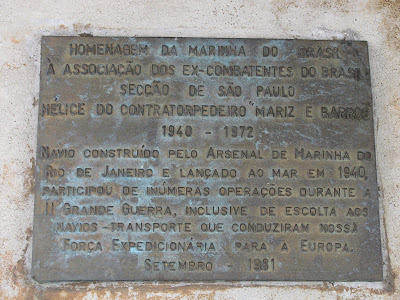 HOMENAGEM DA MARINHA DO BRASIL
À ASSOCIAÇÃO DOS EX-COMBATENTES DO BRASIL
SECÇÃO DE SÃO PAULO
HELICE DO CONTRATORPEDEIRO "MARIZ E BARROS"
1940 - 1972
NAVIO CONSTRUÍDO PELO ARSENAL DE MARINHA DO
RIO DE JANEIRO E LANÇADO AO MAR EM 1940,
PARTICIPOU DE INÚMERAS OPERAÇÕES DURANTE A
II GRANDE GUERRA, INCLUSIVE DE ESCOLTA AOS
NAVIOS-TRANSPORTE QUE CONDUZIRAM NOSSA
FORÇA EXPEDICIONÁRIA PARA A EUROPA.
SETEMBRO - 1981